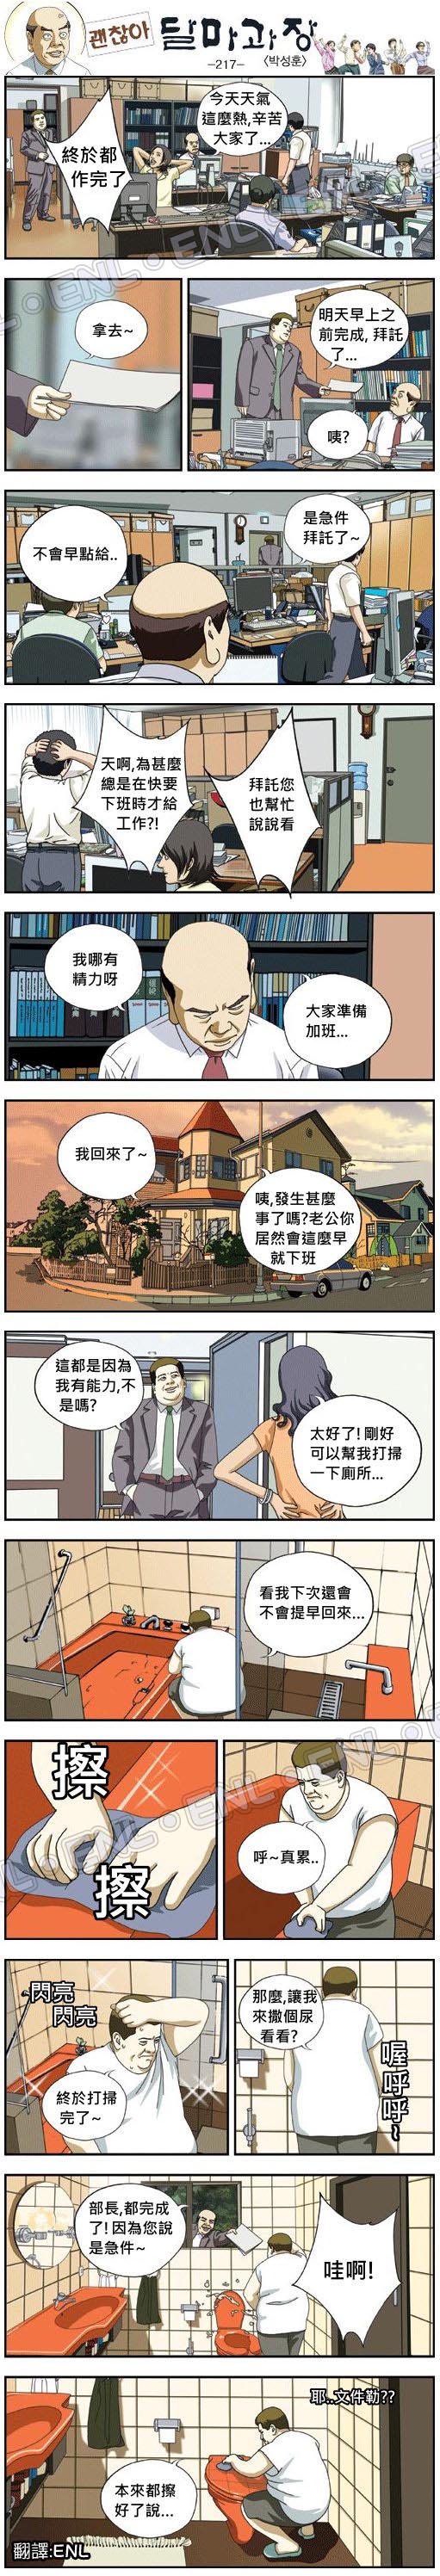 괜찮아 달마과장
-217- <박성훈>
終於都
作完了
今天天氣
這麼熱,辛苦
大家了...
拿去~
明天早上之
前完成, 拜託
了...
咦?
不會早點給..
是急件
拜託了~
天啊,為甚麼
總是在快要
下班時才給
工作?!
拜託您
也幫忙
說說看
我哪有
精力呀
大家準備
加班...
我回來了~
咦,發生甚麼
事了嗎?老公你
居然會這麼早
就下班
這都是因為
我有能力,不
是嗎?
太好了! 剛好
可以幫我打掃
一下廁所...
看我下次還會
不會提早回來...
擦
擦
呼~真累..
閃亮
閃亮
終於打掃
完了~
那麼,讓我
來撒個尿
看看?
喔呼呼~
部長,都完成
了! 因為您說
是急件~
哇啊!
耶..文件勒??
本來都擦
好了說...
翻譯:ENL